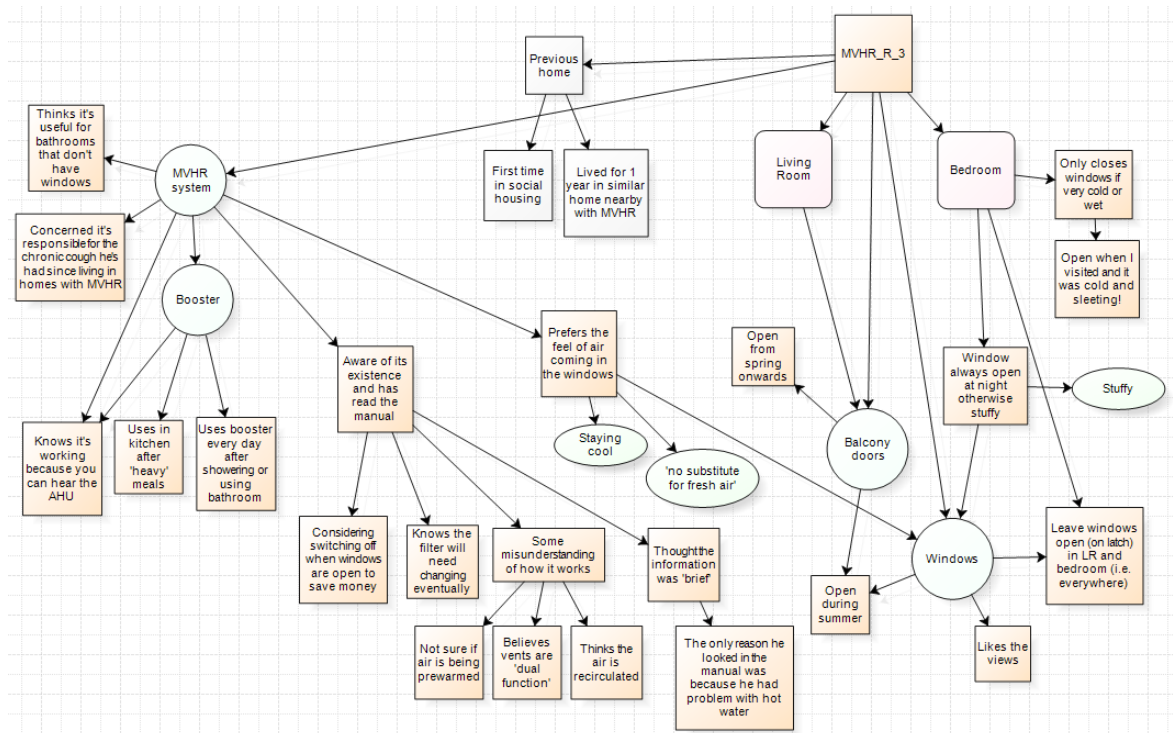 MVHR_R_3
Previous
home
Thinks it's
useful for
bathrooms
that don't
have
windows
MVHR
system
First time
in social
housing
Lived for 1
year in similar
home nearby
with MVHR
Living
Room
Bedroom
Only closes
windows if
very cold or
wet
Concerned it's
responsible for the
chronic cough he's
had since living in
homes with MVHR
Booster
Open when I
visited and it
was cold and
sleeting!
Prefers the
feel of air
coming in
the windows
Aware of its
existence
and has
read the
manual
Open
from
spring
onwards
Window
always open
at night
otherwise
stuffy
Stuffy
Knows it's
working
because you
can hear the
AHU
Uses in
kitchen
after
'heavy'
meals
Uses booster
every day
after
showering or
using
bathroom
Staying
cool
'no substitute
for fresh air'
Balcony
doors
Considering
switching off
when windows
are open to
save money
Knows the
filter will
need
changing
eventually
Some
misunderstanding
of how it works
Thought the
information
was 'brief'
Windows
Leave windows
open (on latch)
in LR and
bedroom (i.e.
everywhere)
Open
during
summer
Not sure if
air is being
prewarmed
Believes
vents are
'dual
function'
Thinks the
air is
recirculated
The only reason he
looked in the
manual was
because he had
problem with hot
water
Likes the
views